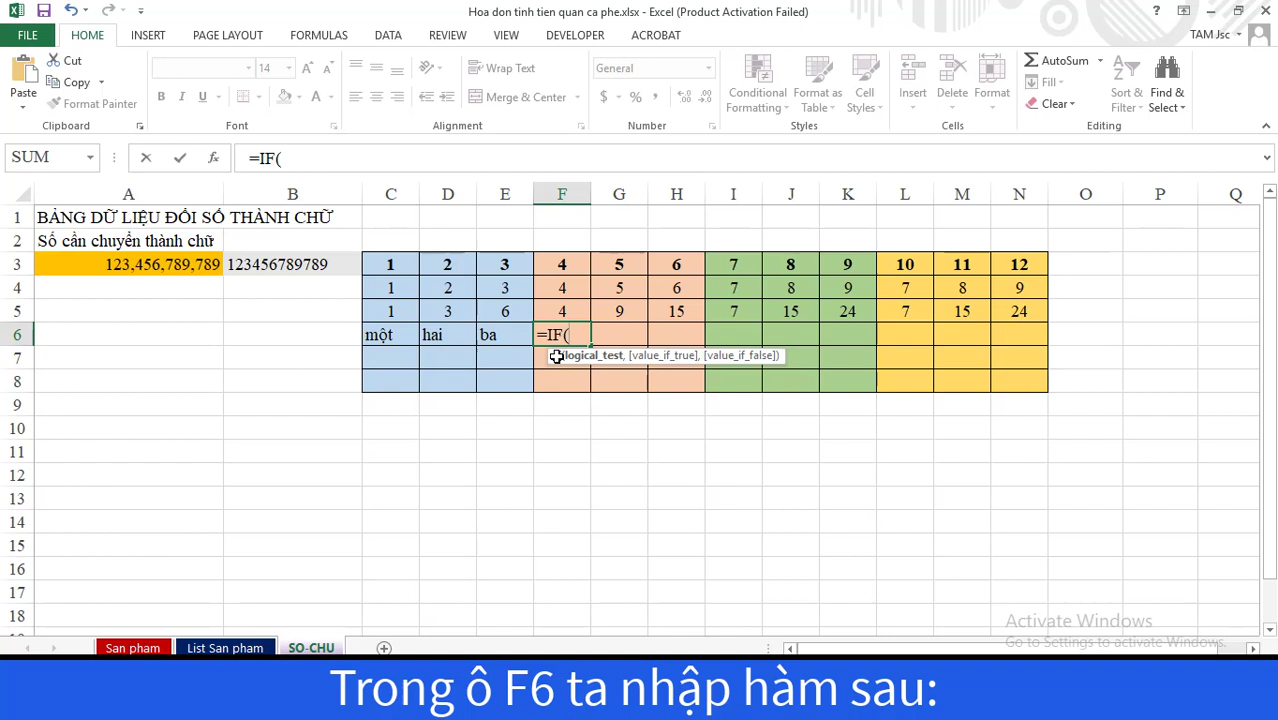 Hoa don tinh tien quan ca phe.xlsx - Excel (Product Activation Failed)
?
FILE HOME INSERT PAGE LAYOUT FORMULAS DATA REVIEW VIEW DEVELOPER ACROBAT TAM Jsc
Paste Cut Copy Format Painter
Clipboard
14 A A B I U A
Font
Wrap Text
Merge & Center
Alignment
General
$ % ,
Number
Conditional Formatting Format as Table Cell Styles
Styles
Insert Delete Format
Cells
AutoSum Fill Clear Sort & Filter Find & Select
Editing
SUM fx =IF(
A B C D E F G H I J K L M N O P Q
1 BẢNG DỮ LIỆU ĐỔI SỐ THÀNH CHỮ
2 Số cần chuyển thành chữ
3 123,456,789,789 123456789789 1 2 3 4 5 6 7 8 9 10 11 12
4 1 2 3 4 5 6 7 8 9 7 8 9
5 1 3 6 4 9 15 7 15 24 7 15 24
6 một hai ba =IF(
7 logical_test, [value_if_true], [value_if_false])
8
9
10
11
12
13
14
15
16
17
18
Activate Windows
Go to Settings to activate Windows.
San pham List San pham SO-CHU
Trong ô F6 ta nhập hàm sau: